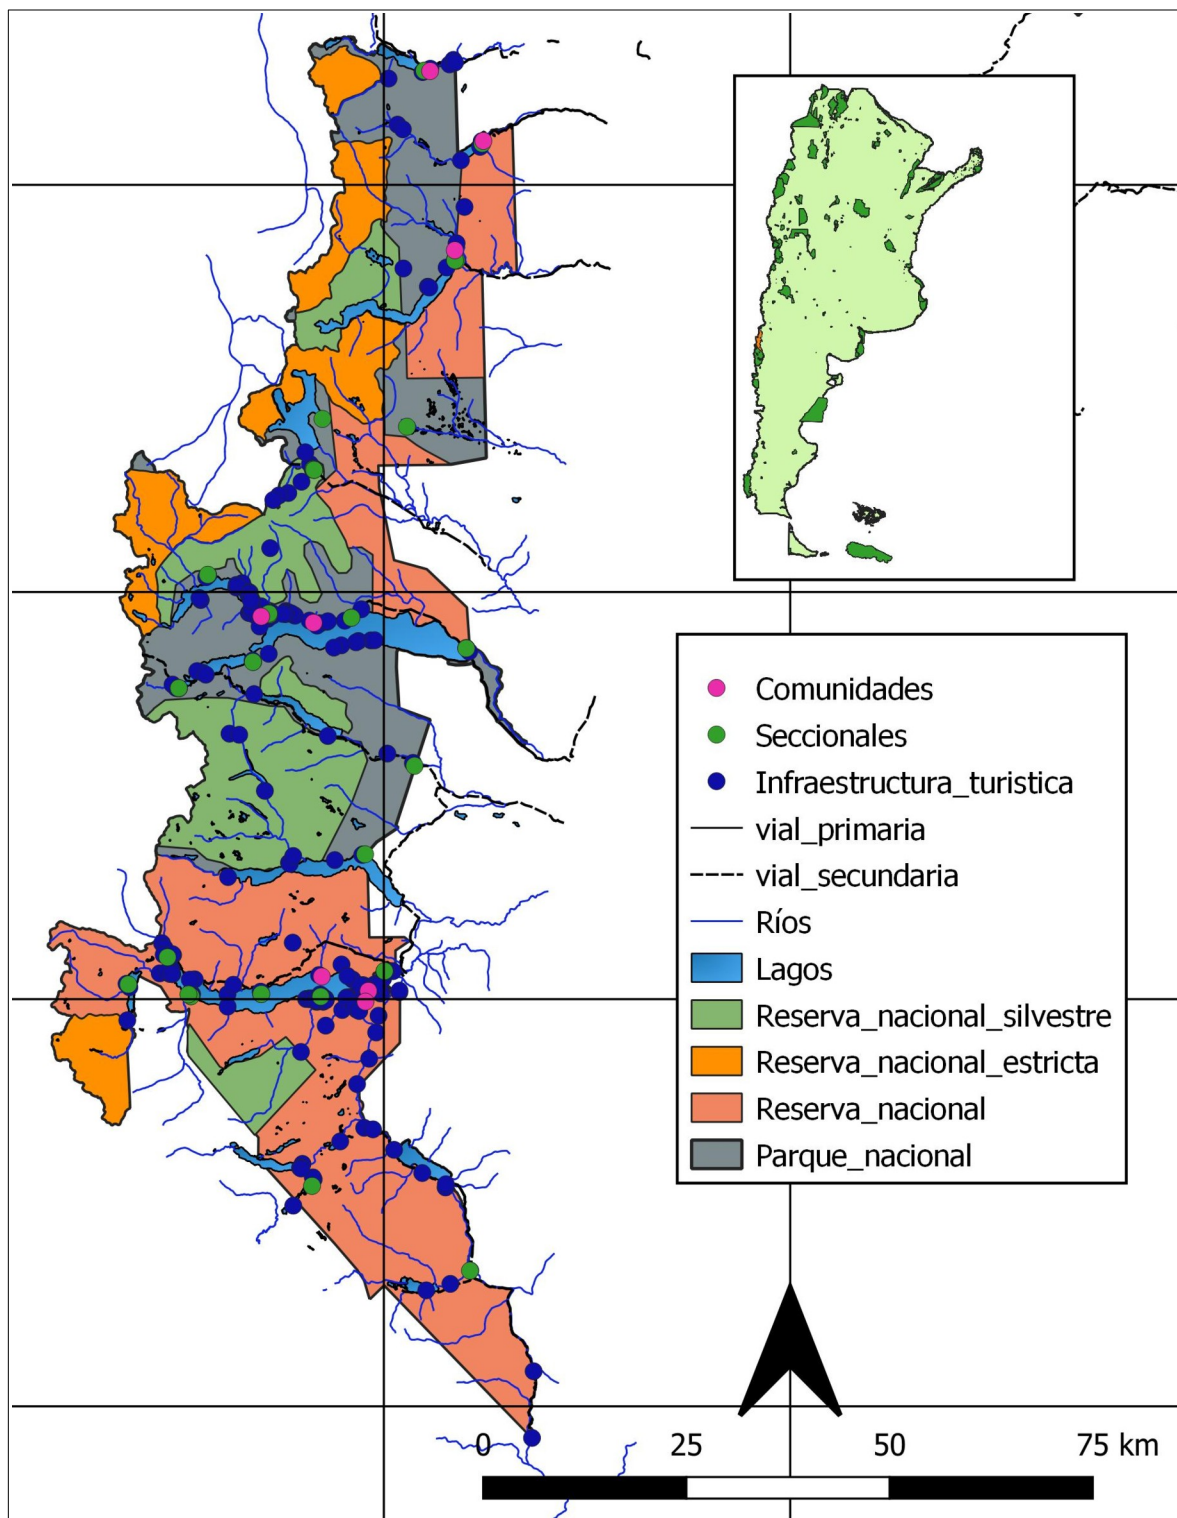 Comunidades
Seccionales
Infraestructura_turistica
vial_primaria
vial_secundaria
Ríos
Lagos
Reserva_nacional_silvestre
Reserva_nacional_estricta
Reserva_nacional
Parque_nacional
0 25 50 75 km